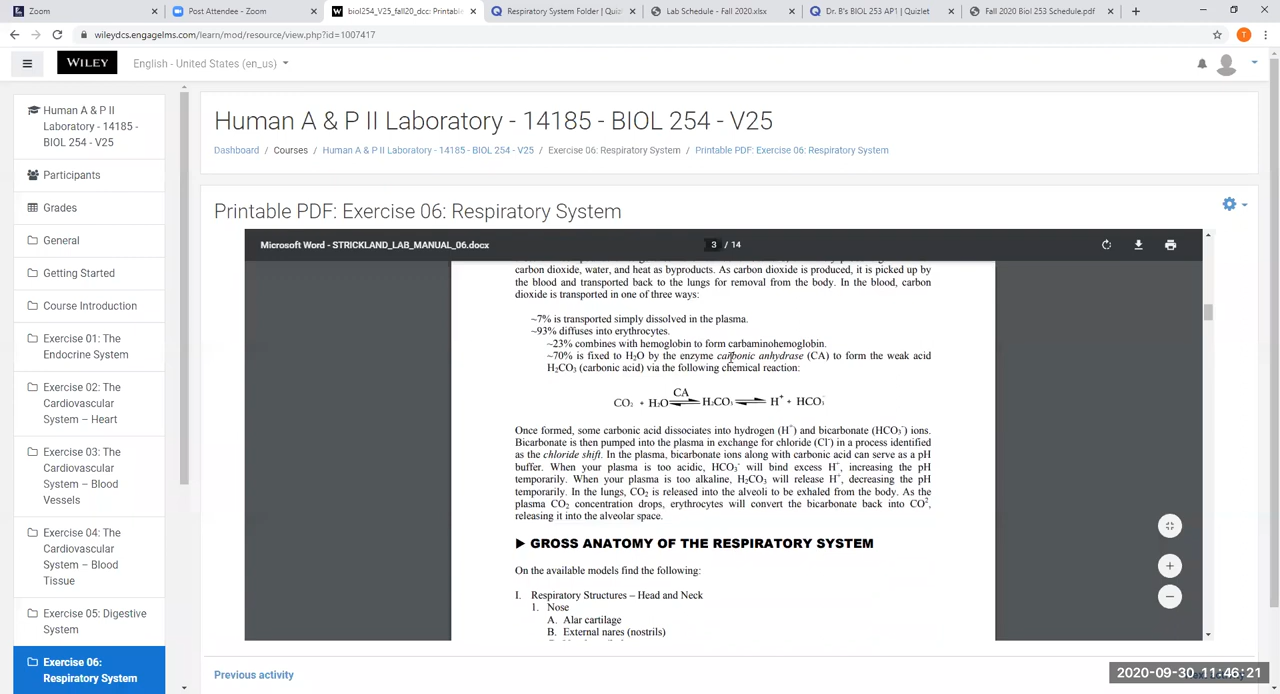 Zoom
Post Attendee - Zoom
biol254_V25_fall20_dcc: Printable
Respiratory System Folder | Quiz
Lab Schedule - Fall 2020.xlsx
Dr. B's BIOL 253 AP1 | Quizlet
Fall 2020 Biol 253 Schedule.pdf
wileydcs.engagelms.com/learn/mod/resource/view.php?id=1007417
T
WILEY
English - United States (en_us)
Human A & P II
Laboratory - 14185 -
BIOL 254 - V25
Participants
Grades
General
Getting Started
Course Introduction
Exercise 01: The
Endocrine System
Exercise 02: The
Cardiovascular
System – Heart
Exercise 03: The
Cardiovascular
System – Blood
Vessels
Exercise 04: The
Cardiovascular
System – Blood
Tissue
Exercise 05: Digestive
System
Exercise 06:
Respiratory System
Human A & P II Laboratory - 14185 - BIOL 254 - V25
Dashboard / Courses / Human A & P II Laboratory - 14185 - BIOL 254 - V25 / Exercise 06: Respiratory System / Printable PDF: Exercise 06: Respiratory System
Printable PDF: Exercise 06: Respiratory System
Microsoft Word - STRICKLAND_LAB_MANUAL_06.docx
3 / 14
carbon dioxide, water, and heat as byproducts. As carbon dioxide is produced, it is picked up by
the blood and transported back to the lungs for removal from the body. In the blood, carbon
dioxide is transported in one of three ways:
~7% is transported simply dissolved in the plasma.
~93% diffuses into erythrocytes.
~23% combines with hemoglobin to form carbaminohemoglobin.
~70% is fixed to H₂O by the enzyme carbonic anhydrase (CA) to form the weak acid
H₂CO₃ (carbonic acid) via the following chemical reaction:
CA
CO₂ + H₂O ⇌ H₂CO₃ ⇌ H⁺ + HCO₃⁻
Once formed, some carbonic acid dissociates into hydrogen (H⁺) and bicarbonate (HCO₃⁻) ions.
Bicarbonate is then pumped into the plasma in exchange for chloride (Cl⁻) in a process identified
as the chloride shift. In the plasma, bicarbonate ions along with carbonic acid can serve as a pH
buffer. When your plasma is too acidic, HCO₃⁻ will bind excess H⁺, increasing the pH
temporarily. When your plasma is too alkaline, H₂CO₃ will release H⁺, decreasing the pH
temporarily. In the lungs, CO₂ is released into the alveoli to be exhaled from the body. As the
plasma CO₂ concentration drops, erythrocytes will convert the bicarbonate back into CO²,
releasing it into the alveolar space.
► GROSS ANATOMY OF THE RESPIRATORY SYSTEM
On the available models find the following:
I. Respiratory Structures – Head and Neck
1. Nose
A. Alar cartilage
B. External nares (nostrils)
Previous activity
2020-09-30 11:46:21